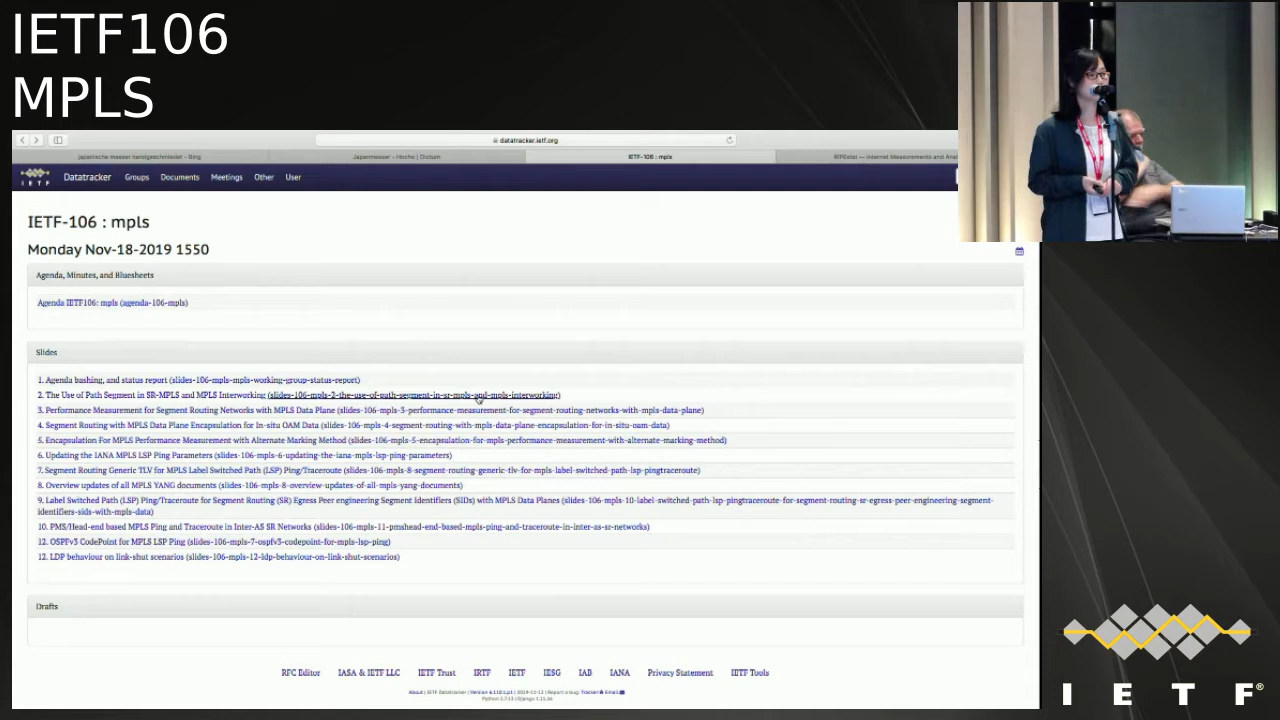 IETF106
MPLS
datatracker.ietf.org
japanische messer handgeschmiedet - Bing
Japanmesser - Hocho | Dictum
IETF-106 : mpls
IETF
Datatracker
Groups
Documents
Meetings
Other
User
IETF-106 : mpls
Monday Nov-18-2019 1550
Agenda, Minutes, and Bluesheets
Agenda IETF106: mpls (agenda-106-mpls)
Slides
1. Agenda bashing, and status report (slides-106-mpls-mpls-working-group-status-report)
2. The Use of Path Segment in SR-MPLS and MPLS Interworking (slides-106-mpls-2-the-use-of-path-segment-in-sr-mpls-and-mpls-interworking)
3. Performance Measurement for Segment Routing Networks with MPLS Data Plane (slides-106-mpls-3-performance-measurement-for-segment-routing-networks-with-mpls-data-plane)
4. Segment Routing with MPLS Data Plane Encapsulation for In-situ OAM Data (slides-106-mpls-4-segment-routing-with-mpls-data-plane-encapsulation-for-in-situ-oam-data)
5. Encapsulation For MPLS Performance Measurement with Alternate Marking Method (slides-106-mpls-5-encapsulation-for-mpls-performance-measurement-with-alternate-marking-method)
6. Updating the IANA MPLS LSP Ping Parameters (slides-106-mpls-6-updating-the-iana-mpls-lsp-ping-parameters)
7. Segment Routing Generic TLV for MPLS Label Switched Path (LSP) Ping/Traceroute (slides-106-mpls-8-segment-routing-generic-tlv-for-mpls-label-switched-path-lsp-pingtraceroute)
8. Overview updates of all MPLS YANG documents (slides-106-mpls-8-overview-updates-of-all-mpls-yang-documents)
9. Label Switched Path (LSP) Ping/Traceroute for Segment Routing (SR) Egress Peer engineering Segment Identifiers (SIDs) with MPLS Data Planes (slides-106-mpls-10-label-switched-path-lsp-pingtraceroute-for-segment-routing-sr-egress-peer-engineering-segment-
identifiers-sids-with-mpls-data)
10. PMS/Head-end based MPLS Ping and Traceroute in Inter-AS SR Networks (slides-106-mpls-11-pmshead-end-based-mpls-ping-and-traceroute-in-inter-as-sr-networks)
12. OSPFv3 CodePoint for MPLS LSP Ping (slides-106-mpls-7-ospfv3-codepoint-for-mpls-lsp-ping)
12. LDP behaviour on link-shut scenarios (slides-106-mpls-12-ldp-behaviour-on-link-shut-scenarios)
Drafts
RFC Editor
IASA & IETF LLC
IETF Trust
IRTF
IETF
IESG
IAB
IANA
Privacy Statement
IETF Tools
I E T F®